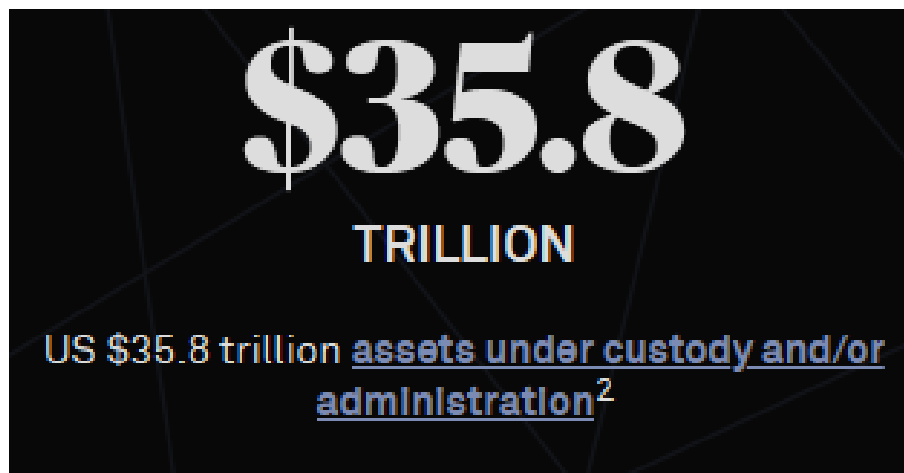 $35.8
TRILLION
US $35.8 trillion assets under custody and/or
administration2